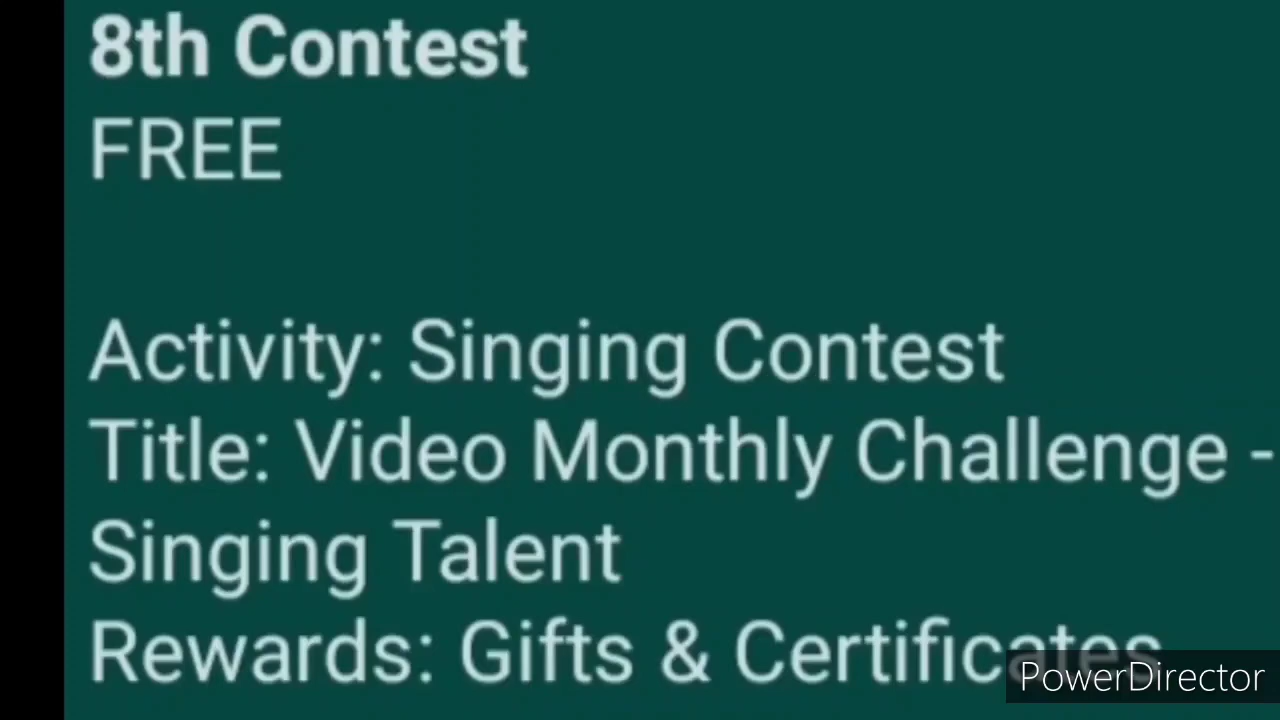 8th Contest
FREE
Activity: Singing Contest
Title: Video Monthly Challenge -
Singing Talent
Rewards: Gifts & Certificates
PowerDirector